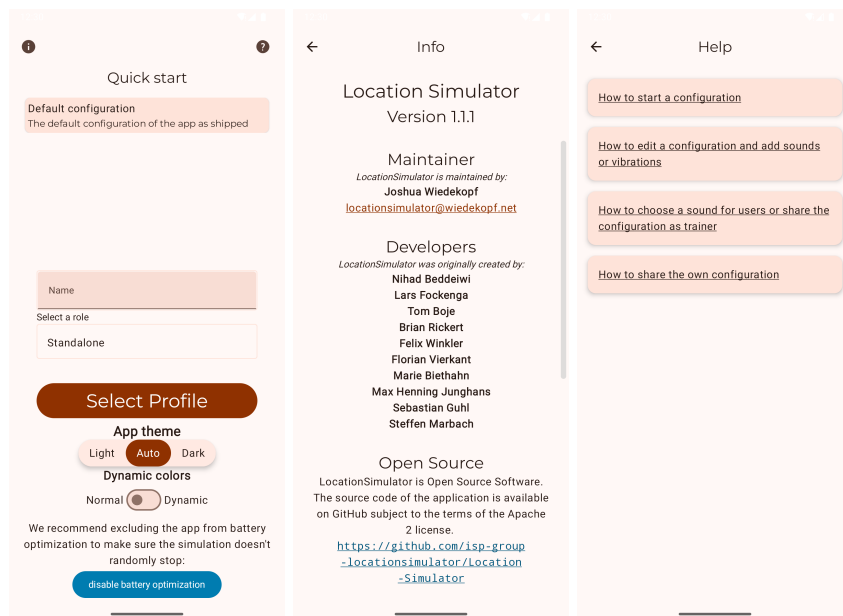 Quick start
Default configuration
The default configuration of the app as shipped
Name
Select a role
Standalone
Select Profile
App theme
Light Auto Dark
Dynamic colors
Normal Dynamic
We recommend excluding the app from battery
optimization to make sure the simulation doesn't
randomly stop:
disable battery optimization
Info
Location Simulator
Version 1.1.1
Maintainer
LocationSimulator is maintained by:
Joshua Wiedekopf
locationsimulator@wiedekopf.net
Developers
LocationSimulator was originally created by:
Nihad Beddeiwi
Lars Fockenga
Tom Boje
Brian Rickert
Felix Winkler
Florian Vierkant
Marie Biethahn
Max Henning Junghans
Sebastian Guhl
Steffen Marbach
Open Source
LocationSimulator is Open Source Software.
The source code of the application is available
on GitHub subject to the terms of the Apache
2 license.
https://github.com/isp-group
-locationsimulator/Location
-Simulator
Help
How to start a configuration
How to edit a configuration and add sounds
or vibrations
How to choose a sound for users or share the
configuration as trainer
How to share the own configuration